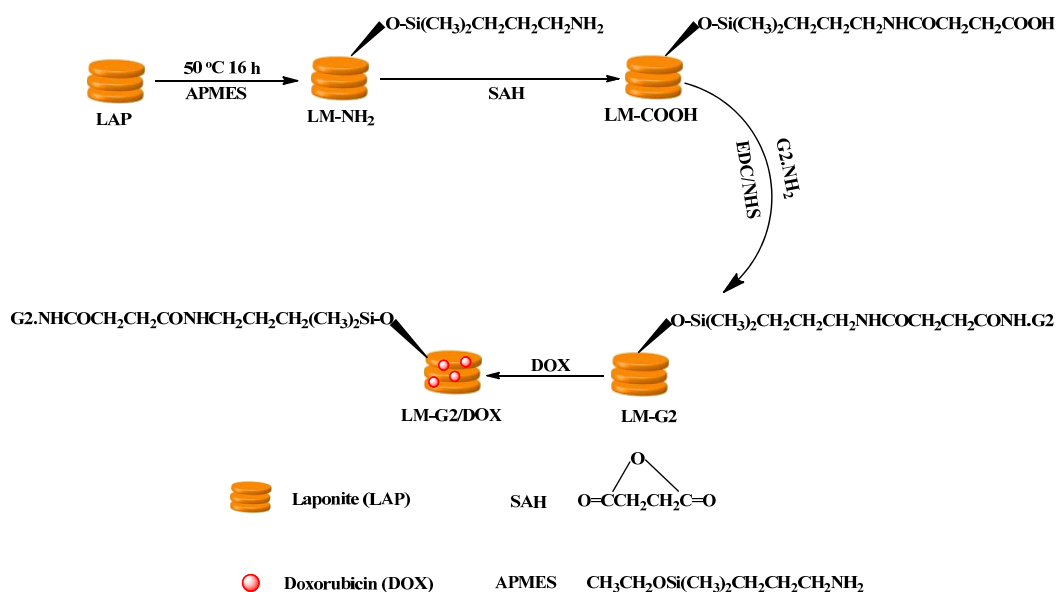 O-Si(CH₃)₂CH₂CH₂CH₂NH₂
O-Si(CH₃)₂CH₂CH₂CH₂NHCOCH₂CH₂COOH
50 ºC 16 h
APMES
SAH
LAP
LM-NH₂
LM-COOH
G2.NH₂
EDC/NHS
G2.NHCOCH₂CH₂CONHCH₂CH₂CH₂(CH₃)₂Si-O
O-Si(CH₃)₂CH₂CH₂CH₂NHCOCH₂CH₂CONH.G2
DOX
LM-G2/DOX
LM-G2
O
Laponite (LAP)
SAH
O=CCH₂CH₂C=O
Doxorubicin (DOX)
APMES
CH₃CH₂OSi(CH₃)₂CH₂CH₂CH₂NH₂